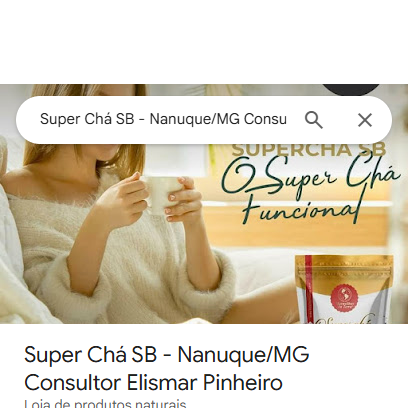 Super Chá SB - Nanuque/MG Consu
SUPERCHÁ SB
O Super Chá
Funcional
Super Chá SB - Nanuque/MG
Consultor Elismar Pinheiro
Loja de produtos naturais